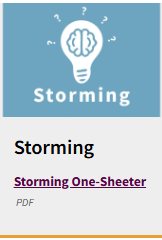 ? ? ? ?
Storming
Storming
Storming One-Sheeter
PDF